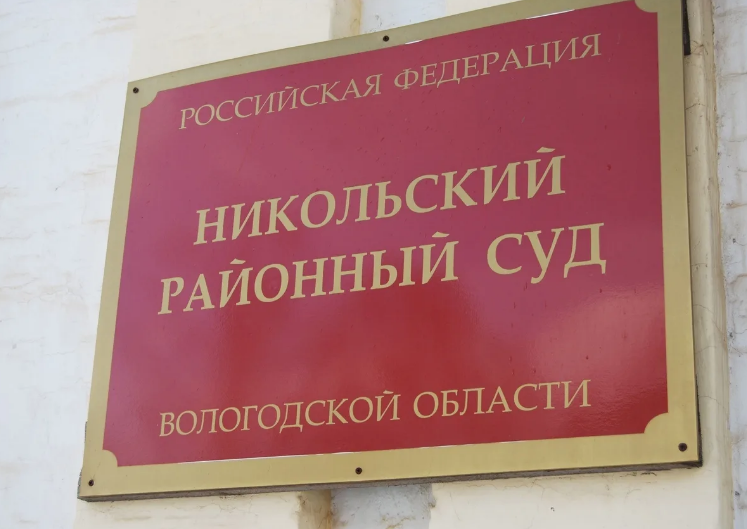 РОССИЙСКАЯ ФЕДЕРАЦИЯ
НИКОЛЬСКИЙ
РАЙОННЫЙ СУД
ВОЛОГОДСКОЙ ОБЛАСТИ